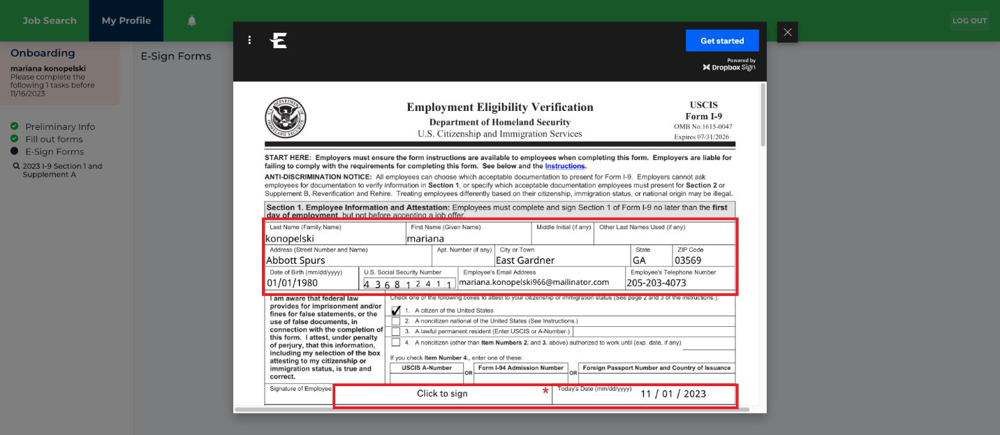 Job Search
My Profile
LOG OUT
Onboarding
mariana konopelski
Please complete the
following 1 tasks before
11/16/2023
Preliminary Info
Fill out forms
E-Sign Forms
2023 I-9 Section 1 and
Supplement A
E-Sign Forms
Get started
Powered by
Dropbox Sign
Employment Eligibility Verification
Department of Homeland Security
U.S. Citizenship and Immigration Services
USCIS
Form I-9
OMB No.1615-0047
Expires 07/31/2026
START HERE: Employers must ensure the form instructions are available to employees when completing this form. Employers are liable for
failing to comply with the requirements for completing this form. See below and the Instructions.
ANTI-DISCRIMINATION NOTICE: All employees can choose which acceptable documentation to present for Form I-9. Employers cannot ask
employees for documentation to verify information in Section 1, or specify which acceptable documentation employees must present for Section 2 or
Supplement B, Reverification and Rehire. Treating employees differently based on their citizenship, immigration status, or national origin may be illegal.
Section 1. Employee Information and Attestation: Employees must complete and sign Section 1 of Form I-9 no later than the first
day of employment, but not before accepting a job offer.
Last Name (Family Name) First Name (Given Name) Middle Initial (if any) Other Last Names Used (if any)
konopelski mariana
Address (Street Number and Name) Apt. Number (if any) City or Town State ZIP Code
Abbott Spurs East Gardner GA 03569
Date of Birth (mm/dd/yyyy) U.S. Social Security Number Employee's Email Address Employee's Telephone Number
01/01/1980 4 3 6 8 1 2 4 1 1 mariana.konopelski966@mailinator.com 205-203-4073
I am aware that federal law
provides for imprisonment and/or
fines for false statements, or the
use of false documents, in
connection with the completion of
this form. I attest, under penalty
of perjury, that this information,
including my selection of the box
attesting to my citizenship or
immigration status, is true and
correct.
Check one of the following boxes to attest to your citizenship or immigration status (See page 2 and 3 of the instructions.):
1. A citizen of the United States
2. A noncitizen national of the United States (See Instructions.)
3. A lawful permanent resident (Enter USCIS or A-Number.)
4. A noncitizen (other than Item Numbers 2. and 3. above) authorized to work until (exp. date, if any)
If you check Item Number 4., enter one of these:
USCIS A-Number OR Form I-94 Admission Number OR Foreign Passport Number and Country of Issuance
Signature of Employee Click to sign * Today's Date (mm/dd/yyyy) 11 / 01 / 2023